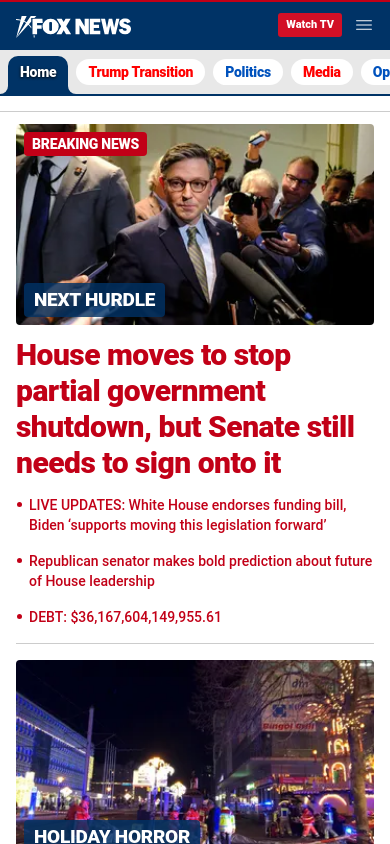 FOX NEWS
Watch TV
Home
Trump Transition
Politics
Media
Op
BREAKING NEWS
NEXT HURDLE
House moves to stop
partial government
shutdown, but Senate still
needs to sign onto it
• LIVE UPDATES: White House endorses funding bill,
Biden ‘supports moving this legislation forward’
• Republican senator makes bold prediction about future
of House leadership
• DEBT: $36,167,604,149,955.61
HOLIDAY HORROR